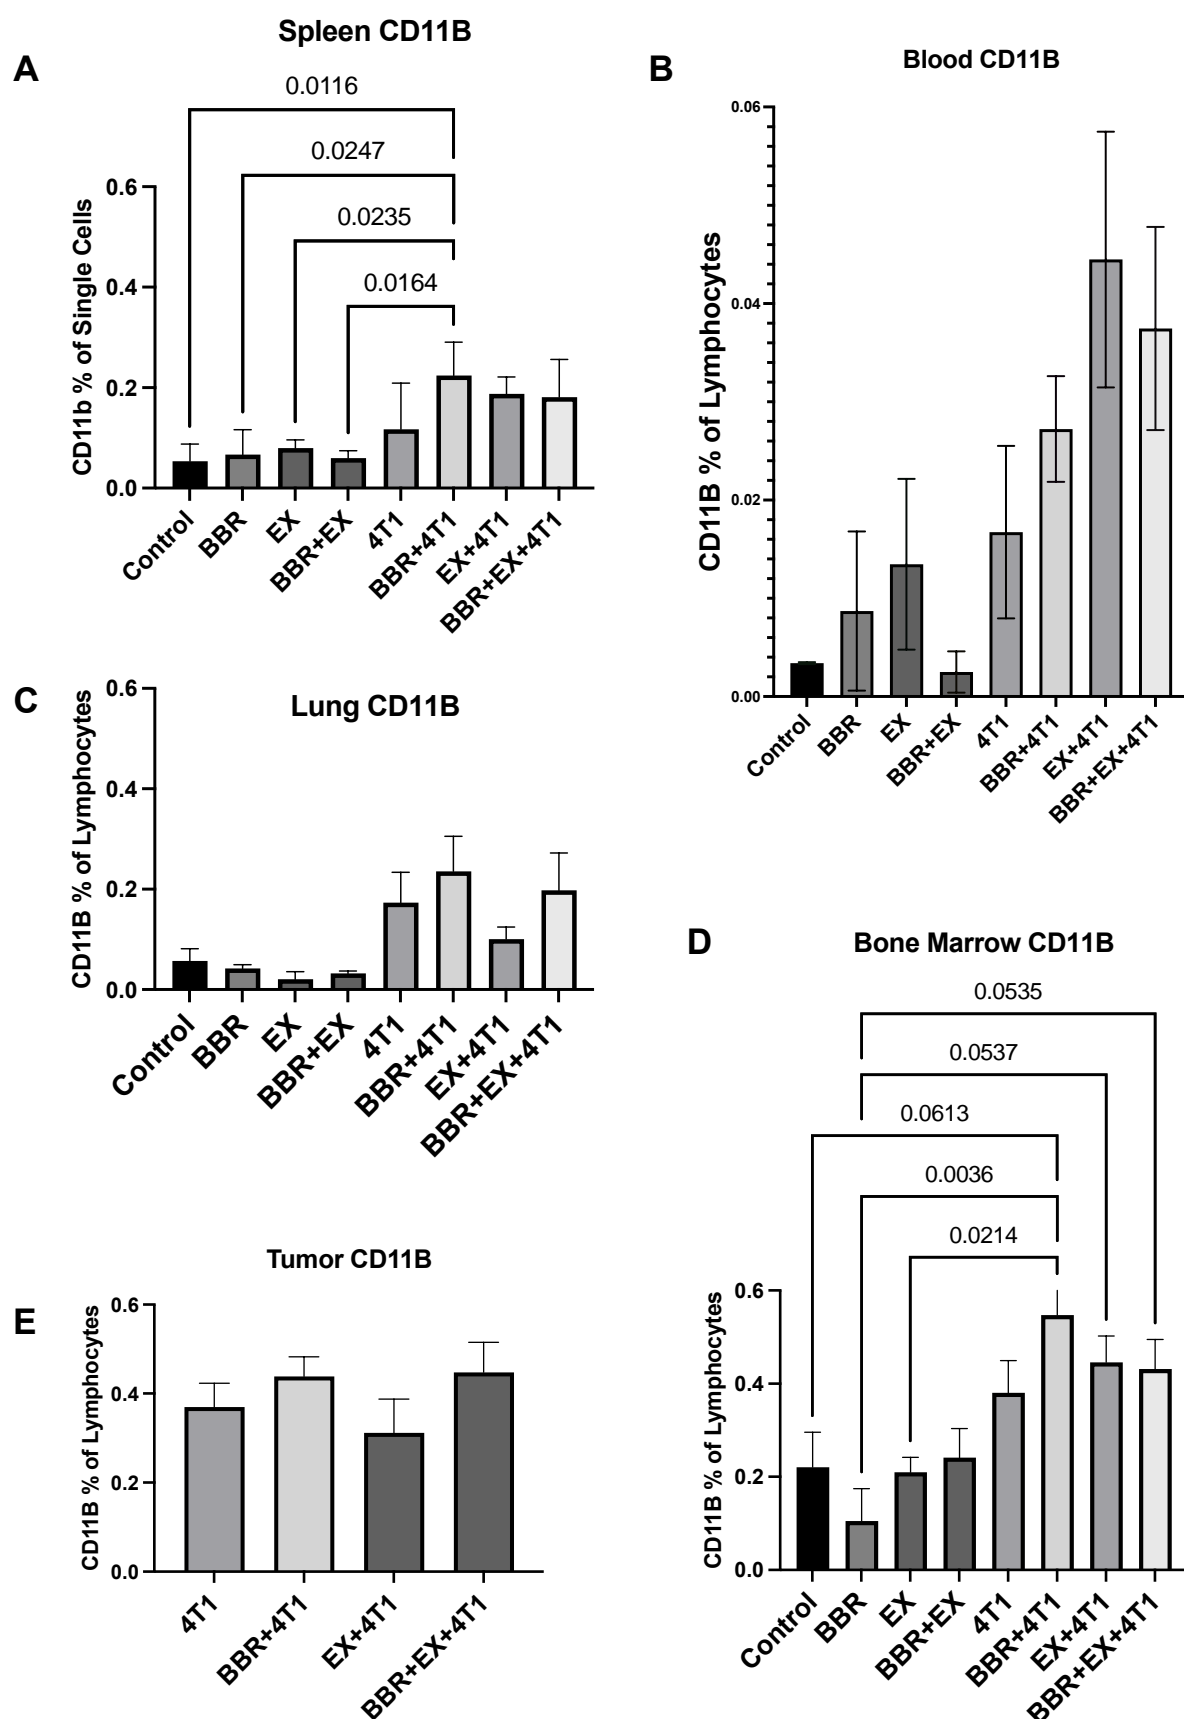 Spleen CD11B
A
0.0116
0.0247
0.0235
0.0164
CD11b % of Single Cells
0.6
0.4
0.2
0.0
Control
BBR
EX
BBR+EX
4T1
BBR+4T1
EX+4T1
BBR+EX+4T1
B
Blood CD11B
CD11B % of Lymphocytes
0.06
0.04
0.02
0.00
Control
BBR
EX
BBR+EX
4T1
BBR+4T1
EX+4T1
BBR+EX+4T1
C
Lung CD11B
CD11B % of Lymphocytes
0.6
0.4
0.2
0.0
Control
BBR
EX
BBR+EX
4T1
BBR+4T1
EX+4T1
BBR+EX+4T1
D
Bone Marrow CD11B
0.0535
0.0537
0.0613
0.0036
0.0214
CD11B % of Lymphocytes
0.6
0.4
0.2
0.0
Control
BBR
EX
BBR+EX
4T1
BBR+4T1
EX+4T1
BBR+EX+4T1
Tumor CD11B
E
CD11B % of Lymphocytes
0.6
0.4
0.2
0.0
4T1
BBR+4T1
EX+4T1
BBR+EX+4T1